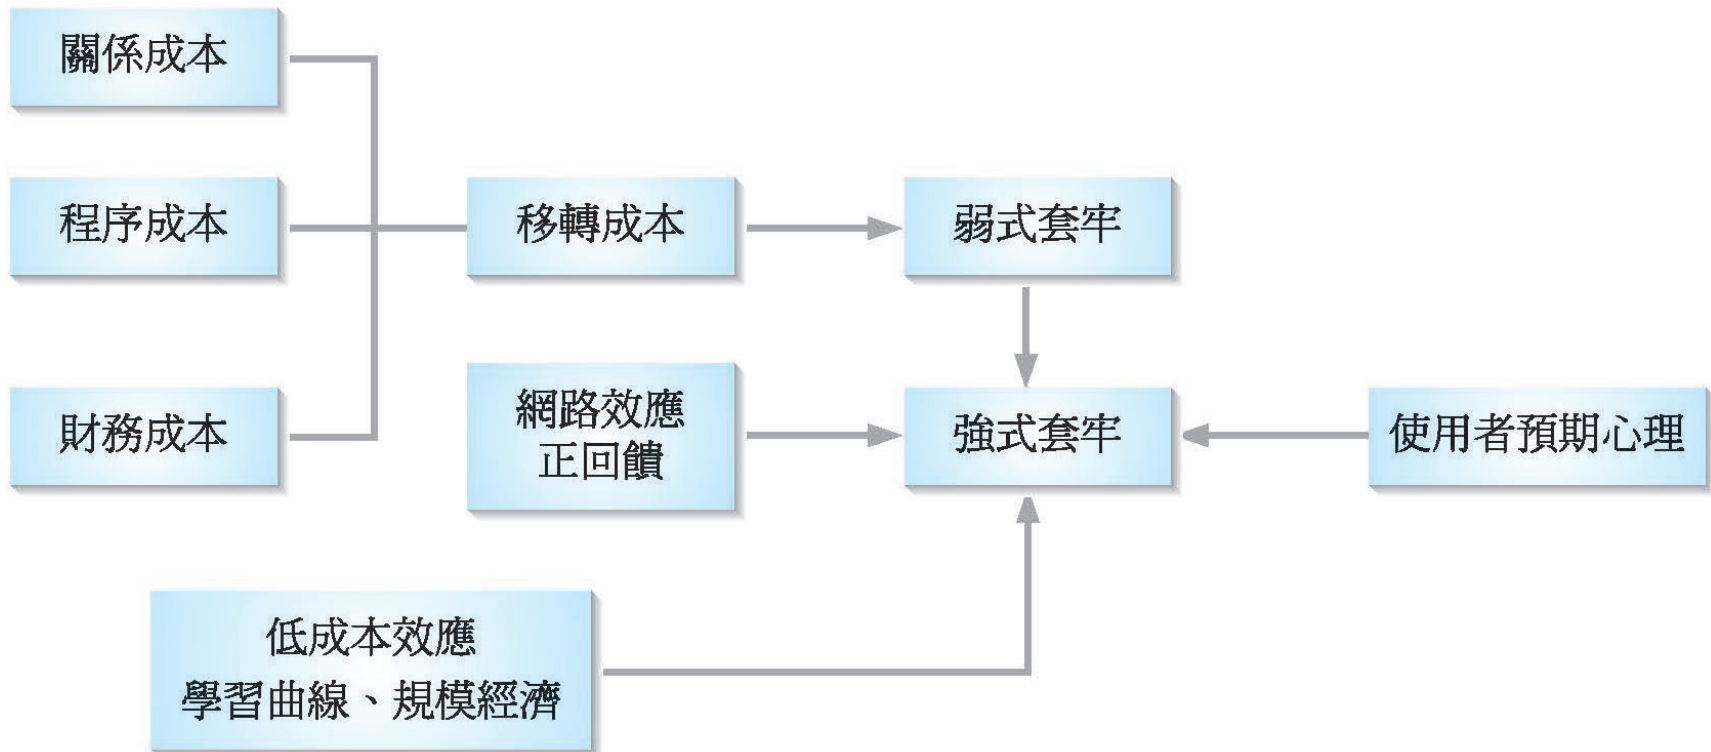 關係成本
程序成本
移轉成本
弱式套牢
財務成本
網路效應
正回饋
強式套牢
使用者預期心理
低成本效應
學習曲線、規模經濟